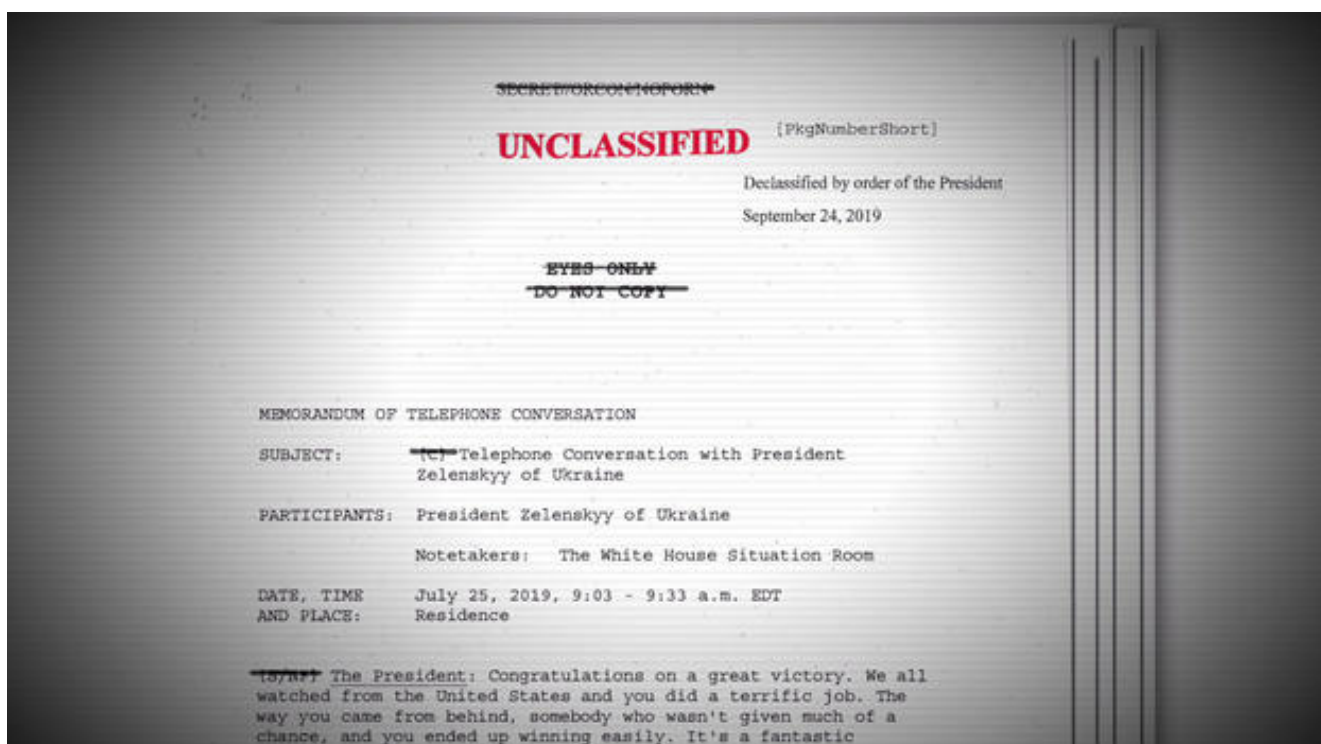 SECRET//ORCON/NOFORN
UNCLASSIFIED
[PkgNumberShort]
Declassified by order of the President
September 24, 2019
EYES ONLY
DO NOT COPY
MEMORANDUM OF TELEPHONE CONVERSATION
SUBJECT: (C) Telephone Conversation with President
Zelenskyy of Ukraine
PARTICIPANTS: President Zelenskyy of Ukraine
Notetakers: The White House Situation Room
DATE, TIME July 25, 2019, 9:03 - 9:33 a.m. EDT
AND PLACE: Residence
(S/NF) The President: Congratulations on a great victory. We all
watched from the United States and you did a terrific job. The
way you came from behind, somebody who wasn't given much of a
chance, and you ended up winning easily. It's a fantastic